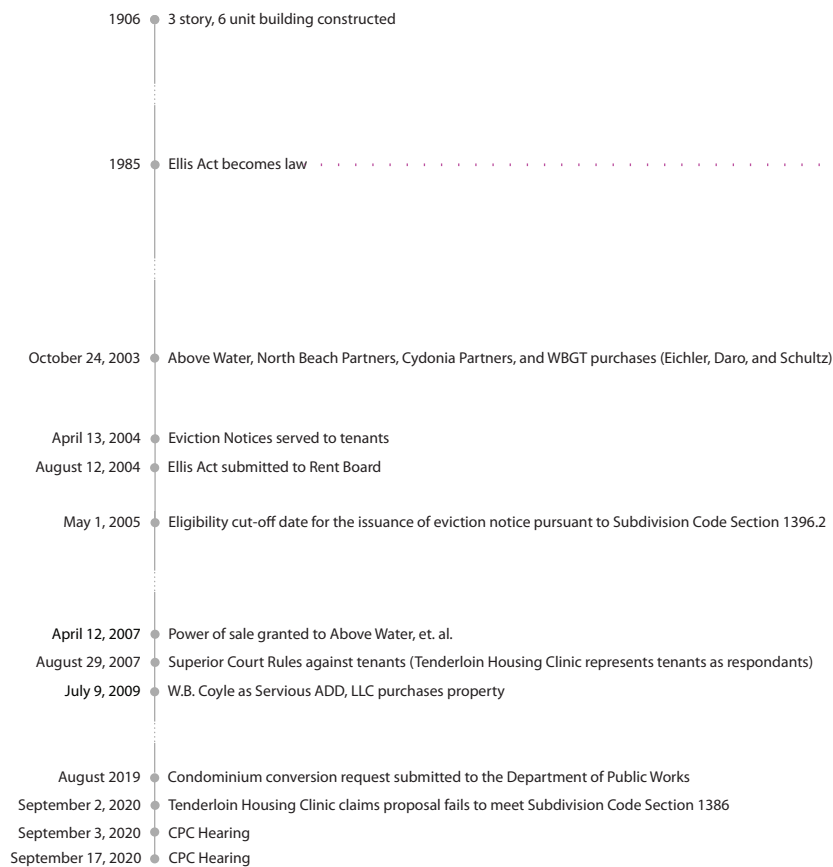 1906 3 story, 6 unit building constructed
1985 Ellis Act becomes law
October 24, 2003 Above Water, North Beach Partners, Cydonia Partners, and WBGT purchases (Eichler, Daro, and Schultz)
April 13, 2004 Eviction Notices served to tenants
August 12, 2004 Ellis Act submitted to Rent Board
May 1, 2005 Eligibility cut-off date for the issuance of eviction notice pursuant to Subdivision Code Section 1396.2
April 12, 2007 Power of sale granted to Above Water, et. al.
August 29, 2007 Superior Court Rules against tenants (Tenderloin Housing Clinic represents tenants as respondants)
July 9, 2009 W.B. Coyle as Servious ADD, LLC purchases property
August 2019 Condominium conversion request submitted to the Department of Public Works
September 2, 2020 Tenderloin Housing Clinic claims proposal fails to meet Subdivision Code Section 1386
September 3, 2020 CPC Hearing
September 17, 2020 CPC Hearing